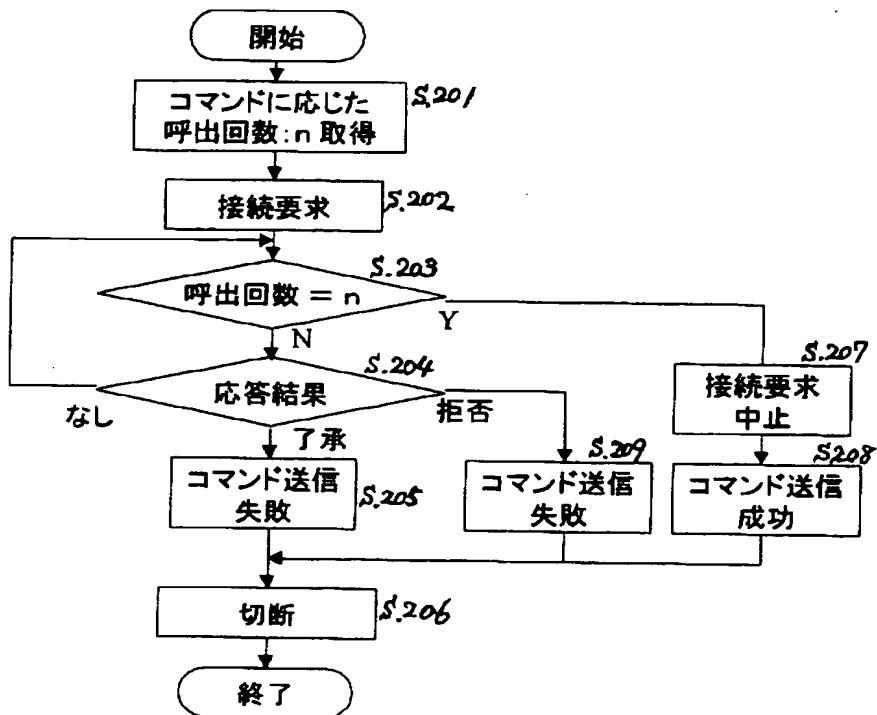 開始
コマンドに応じた
呼出回数:n 取得
S.201
接続要求
S.202
呼出回数 = n
S.203
Y
N
応答結果
S.204
なし
拒否
了承
コマンド送信
失敗
S.205
コマンド送信
失敗
S.209
接続要求
中止
S.207
コマンド送信
成功
S208
切断
S.206
終了